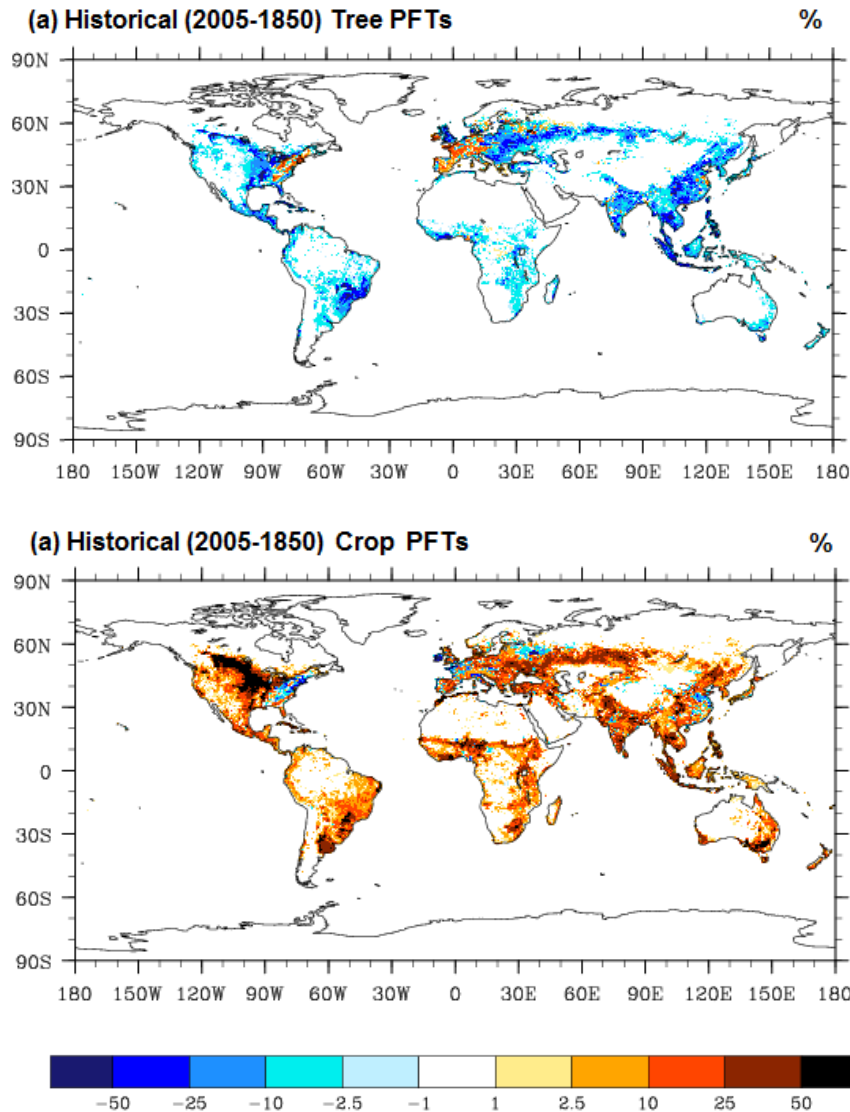 (a) Historical (2005-1850) Tree PFTs %
90N
60N
30N
0
30S
60S
90S
180 150W 120W 90W 60W 30W 0 30E 60E 90E 120E 150E 180
(a) Historical (2005-1850) Crop PFTs %
90N
60N
30N
0
30S
60S
90S
180 150W 120W 90W 60W 30W 0 30E 60E 90E 120E 150E 180
-50 -25 -10 -2.5 -1 1 2.5 10 25 50